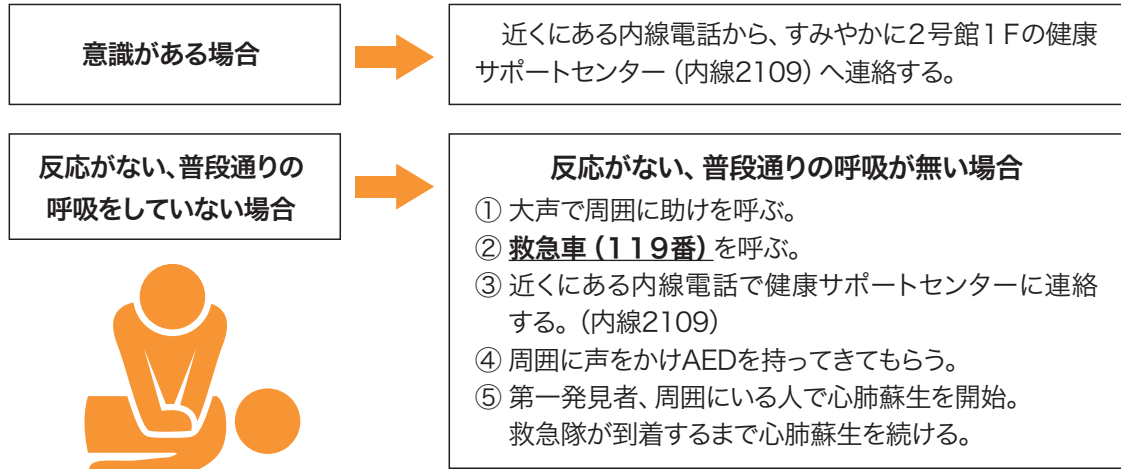 意識がある場合
近くにある内線電話から、すみやかに2号館1Fの健康
サポートセンター(内線2109)へ連絡する。
反応がない、普段通りの
呼吸をしていない場合
反応がない、普段通りの呼吸が無い場合
① 大声で周囲に助けを呼ぶ。
② 救急車(119番)を呼ぶ。
③ 近くにある内線電話で健康サポートセンターに連絡
する。(内線2109)
④ 周囲に声をかけAEDを持ってきてもらう。
⑤ 第一発見者、周囲にいる人で心肺蘇生を開始。
救急隊が到着するまで心肺蘇生を続ける。